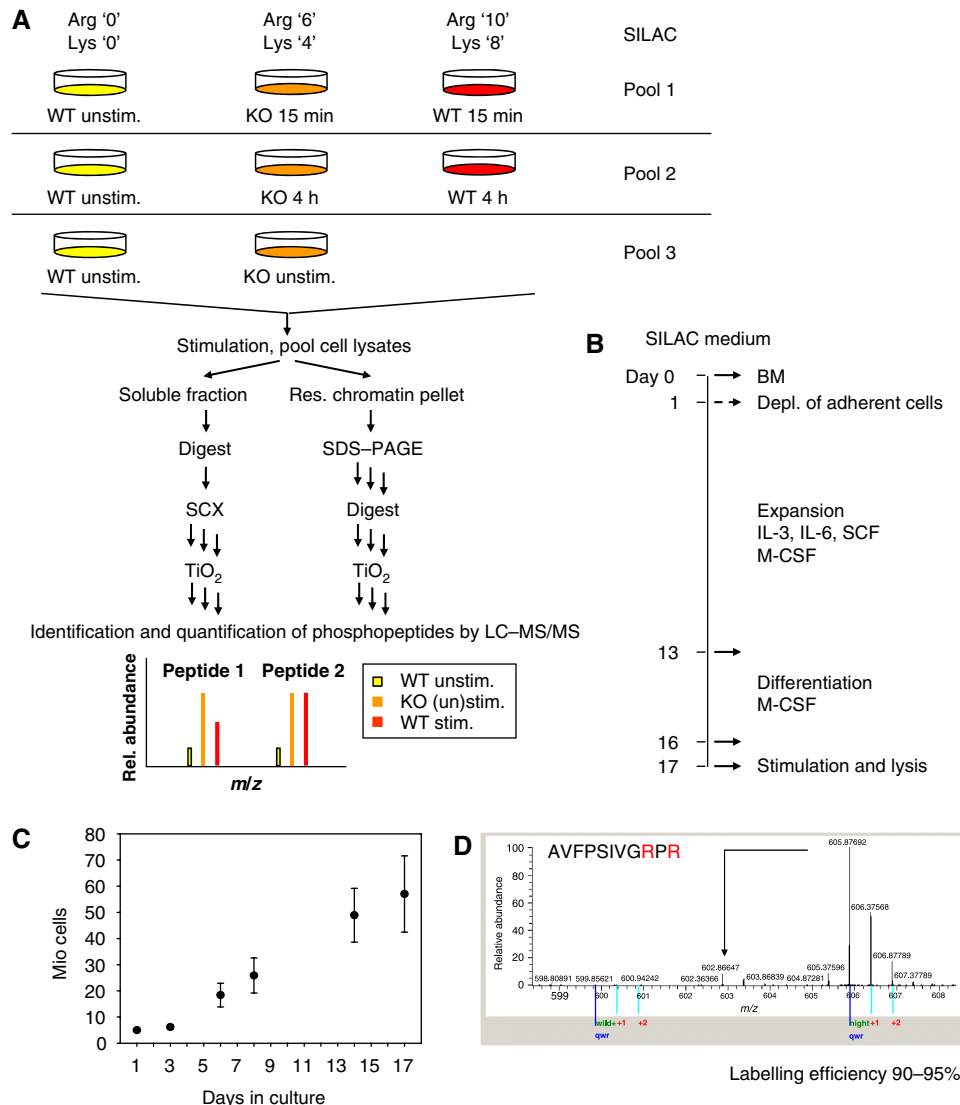 A
Arg '0' Arg '6' Arg '10'
Lys '0' Lys '4' Lys '8' SILAC
Pool 1
WT unstim. KO 15 min WT 15 min
Pool 2
WT unstim. KO 4 h WT 4 h
Pool 3
WT unstim. KO unstim.
Stimulation, pool cell lysates
Soluble fraction Res. chromatin pellet
Digest SDS–PAGE
SCX Digest
TiO2 TiO2
Identification and quantification of phosphopeptides by LC–MS/MS
Rel. abundance
Peptide 1 Peptide 2
m/z
WT unstim.
KO (un)stim.
WT stim.
B
SILAC medium
Day 0 BM
1 Depl. of adherent cells
Expansion
IL-3, IL-6, SCF
M-CSF
13
Differentiation
M-CSF
16
17 Stimulation and lysis
C
Mio cells
80
70
60
50
40
30
20
10
0
1 3 5 7 9 11 13 15 17
Days in culture
D
AVFPSIVGRPR
Relative abundance
100
80
60
40
20
0
605.87692
606.37568
606.87789
607.37789
598.80891 599.85621 600.94242 602.36366 602.86647 603.86839 604.87281 605.37596
599 600 601 602 603 604 605 606 607 608
m/z
wild+ +1 +2 night +1 +2
qwr qwr
Labelling efficiency 90–95%